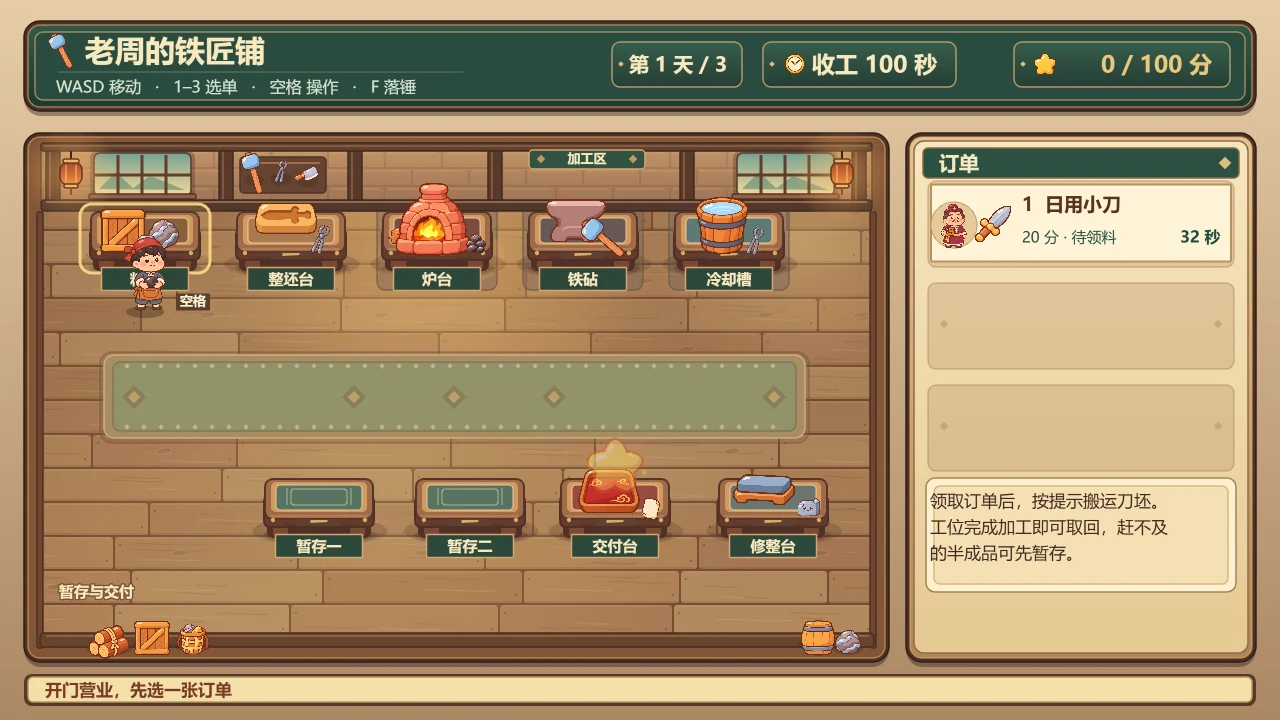 老周的铁匠铺
WASD 移动 · 1–3 选单 · 空格 操作 · F 落锤
第 1 天 / 3
收工 100 秒
0 / 100 分
加工区
整坯台
炉台
铁砧
冷却槽
空格
暂存一
暂存二
交付台
修整台
暂存与交付
订单
1 日用小刀
20 分 · 待领料
32 秒
领取订单后，按提示搬运刀坯。
工位完成加工即可取回，赶不及
的半成品可先暂存。
开门营业，先选一张订单